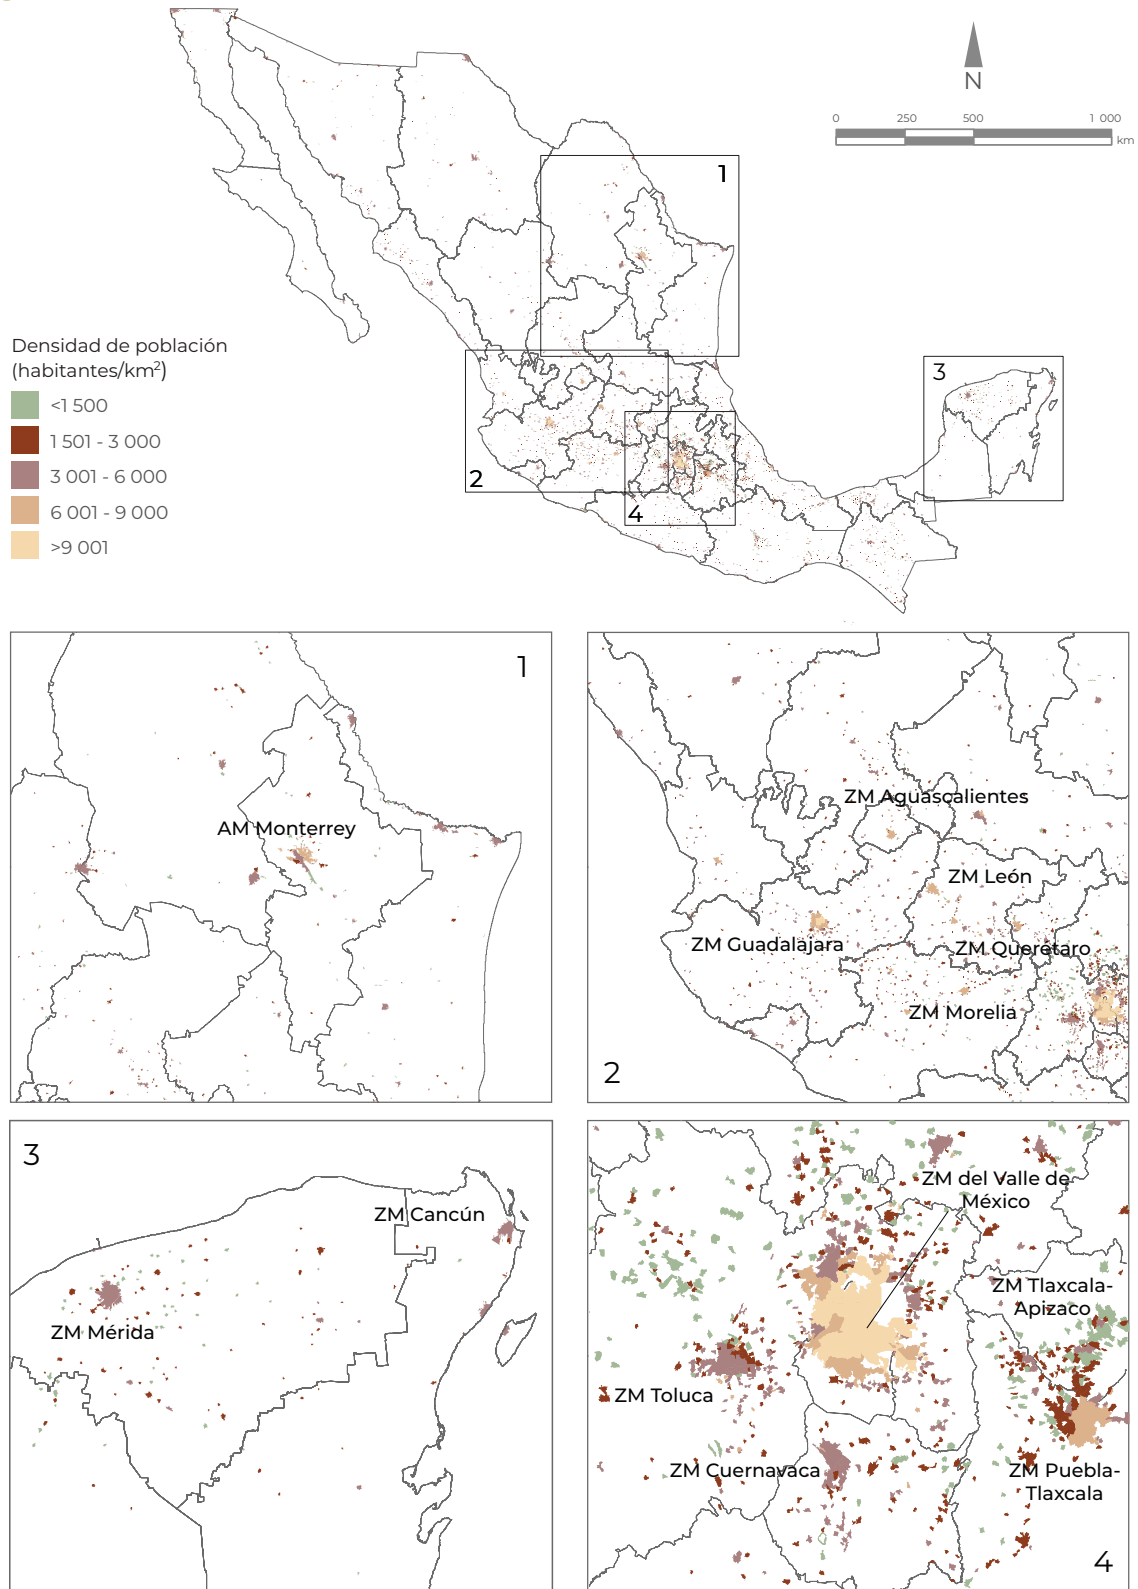 N
0 250 500 1 000
km
1
2
3
4
Densidad de población
(habitantes/km²)
<1 500
1 501 - 3 000
3 001 - 6 000
6 001 - 9 000
>9 001
1
AM Monterrey
2
ZM Aguascalientes
ZM León
ZM Guadalajara
ZM Querétaro
ZM Morelia
3
ZM Cancún
ZM Mérida
4
ZM del Valle de
México
ZM Tlaxcala-
Apizaco
ZM Toluca
ZM Cuernavaca
ZM Puebla-
Tlaxcala